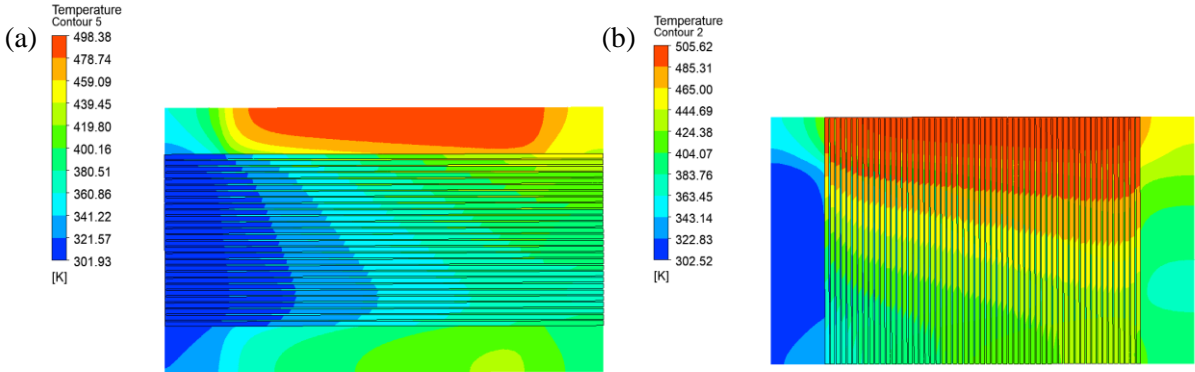 (a)
Temperature
Contour 5
498.38
478.74
459.09
439.45
419.80
400.16
380.51
360.86
341.22
321.57
301.93
[K]
(b)
Temperature
Contour 2
505.62
485.31
465.00
444.69
424.38
404.07
383.76
363.45
343.14
322.83
302.52
[K]